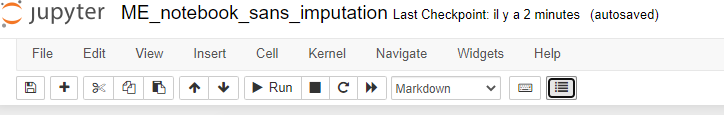 jupyter ME_notebook_sans_imputation Last Checkpoint: il y a 2 minutes (autosaved)
File Edit View Insert Cell Kernel Navigate Widgets Help
Run Markdown